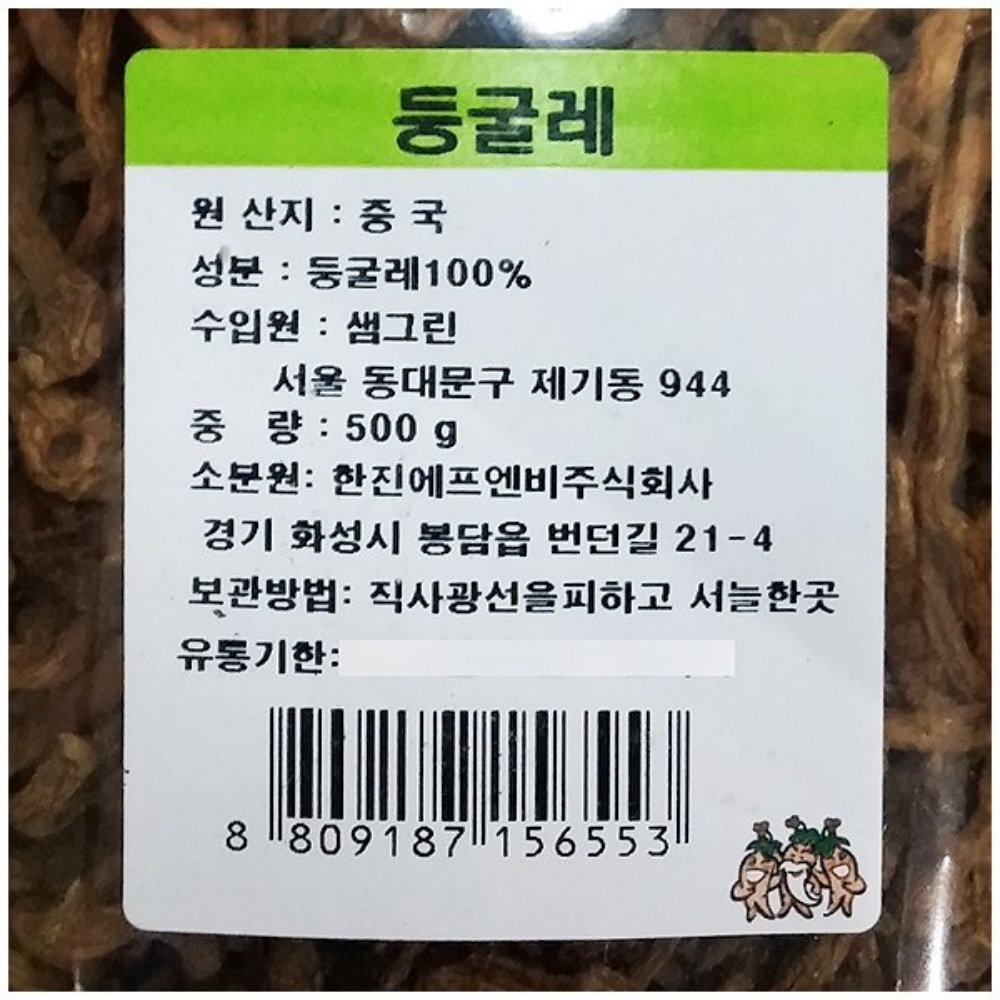 둥굴레
원 산지 : 중 국
성분 : 둥굴레100%
수입원 : 샘그린
서울 동대문구 제기동 944
중 량 : 500 g
소분원: 한진에프엔비주식회사
경기 화성시 봉담읍 번던길 21-4
보관방법: 직사광선을피하고 서늘한곳
유통기한:
8 809187 156553